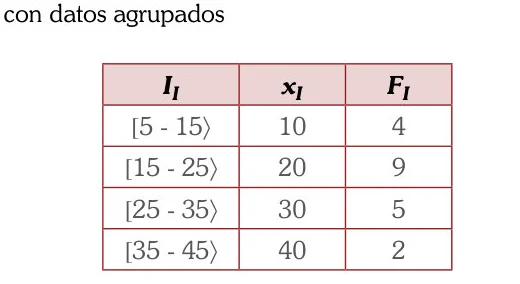 con datos agrupados
I_I x_I F_I
[5 - 15⟩ 10 4
[15 - 25⟩ 20 9
[25 - 35⟩ 30 5
[35 - 45⟩ 40 2